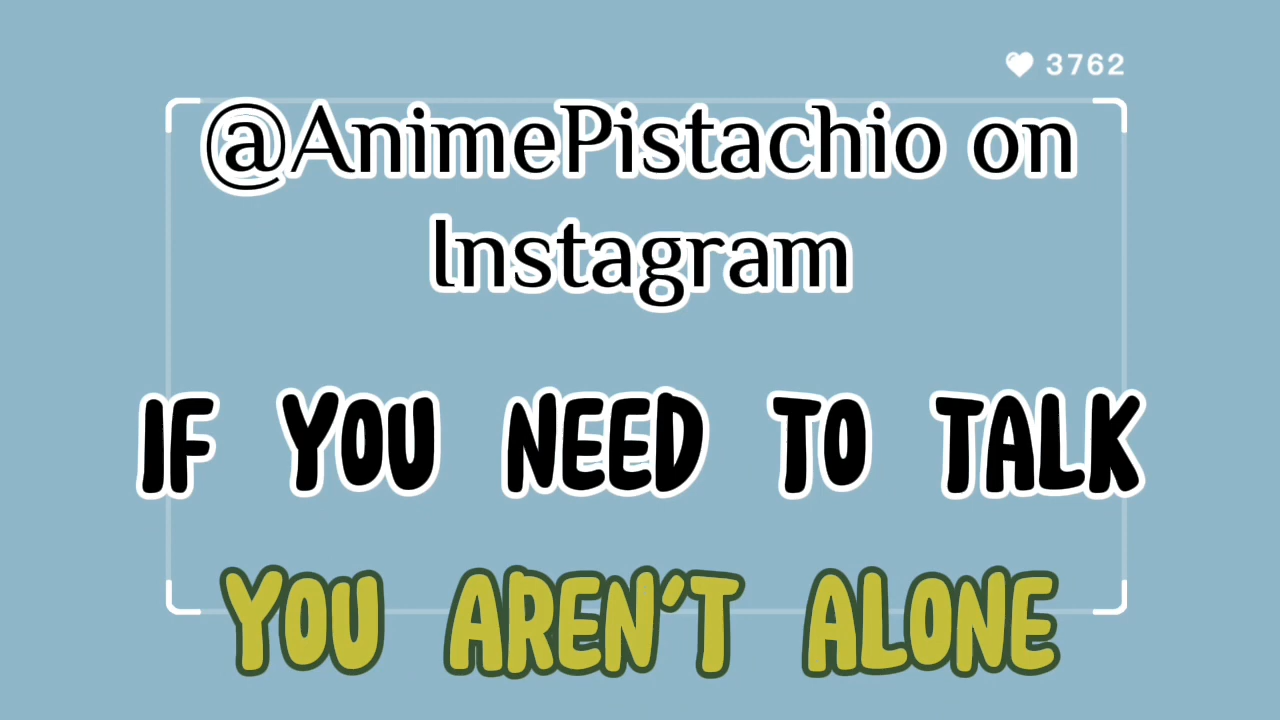 3762
@AnimePistachio on
Instagram
IF YOU NEED TO TALK
YOU AREN'T ALONE